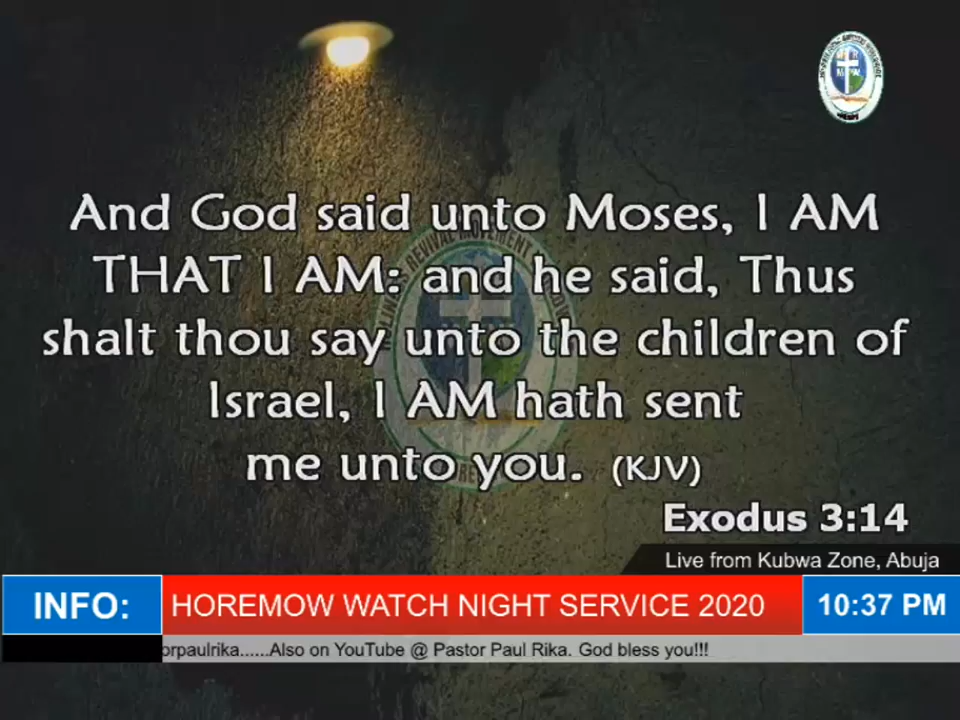 And God said unto Moses, I AM
THAT I AM: and he said, Thus
shalt thou say unto the children of
Israel, I AM hath sent
me unto you. (KJV)
Exodus 3:14
Live from Kubwa Zone, Abuja
INFO: HOREMOW WATCH NIGHT SERVICE 2020 10:37 PM
orpaulrika......Also on YouTube @ Pastor Paul Rika. God bless you!!!